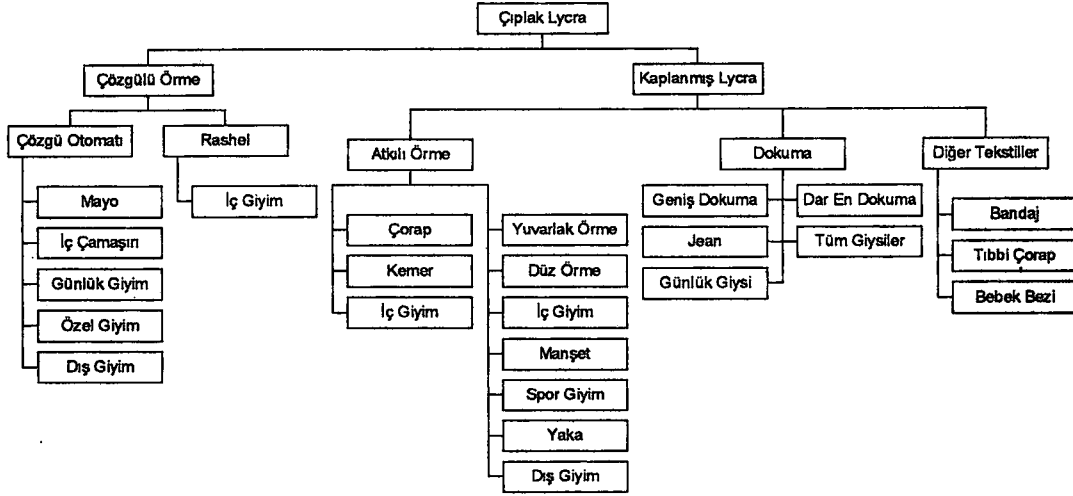 Çıplak Lycra
Çözgülü Örme
Kaplanmış Lycra
Çözgü Otomatı
Rashel
Atkılı Örme
Dokuma
Diğer Tekstiller
Mayo
İç Çamaşırı
Günlük Giyim
Özel Giyim
Dış Giyim
İç Giyim
Çorap
Kemer
İç Giyim
Yuvarlak Örme
Düz Örme
İç Giyim
Manşet
Spor Giyim
Yaka
Dış Giyim
Geniş Dokuma
Jean
Günlük Giysi
Dar En Dokuma
Tüm Giysiler
Bandaj
Tıbbi Çorap
Bebek Bezi